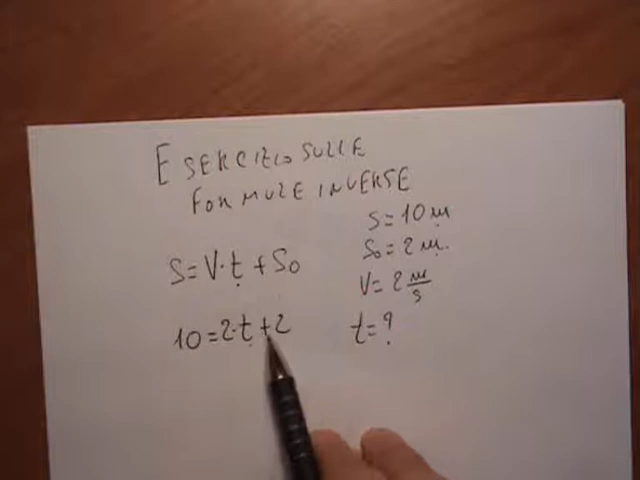 ESERCIZIO SULLE
FORMULE INVERSE
S=V·t+S₀
10=2·t+2
S=10 m
S₀=2 m.
V=2 m/s
t=?